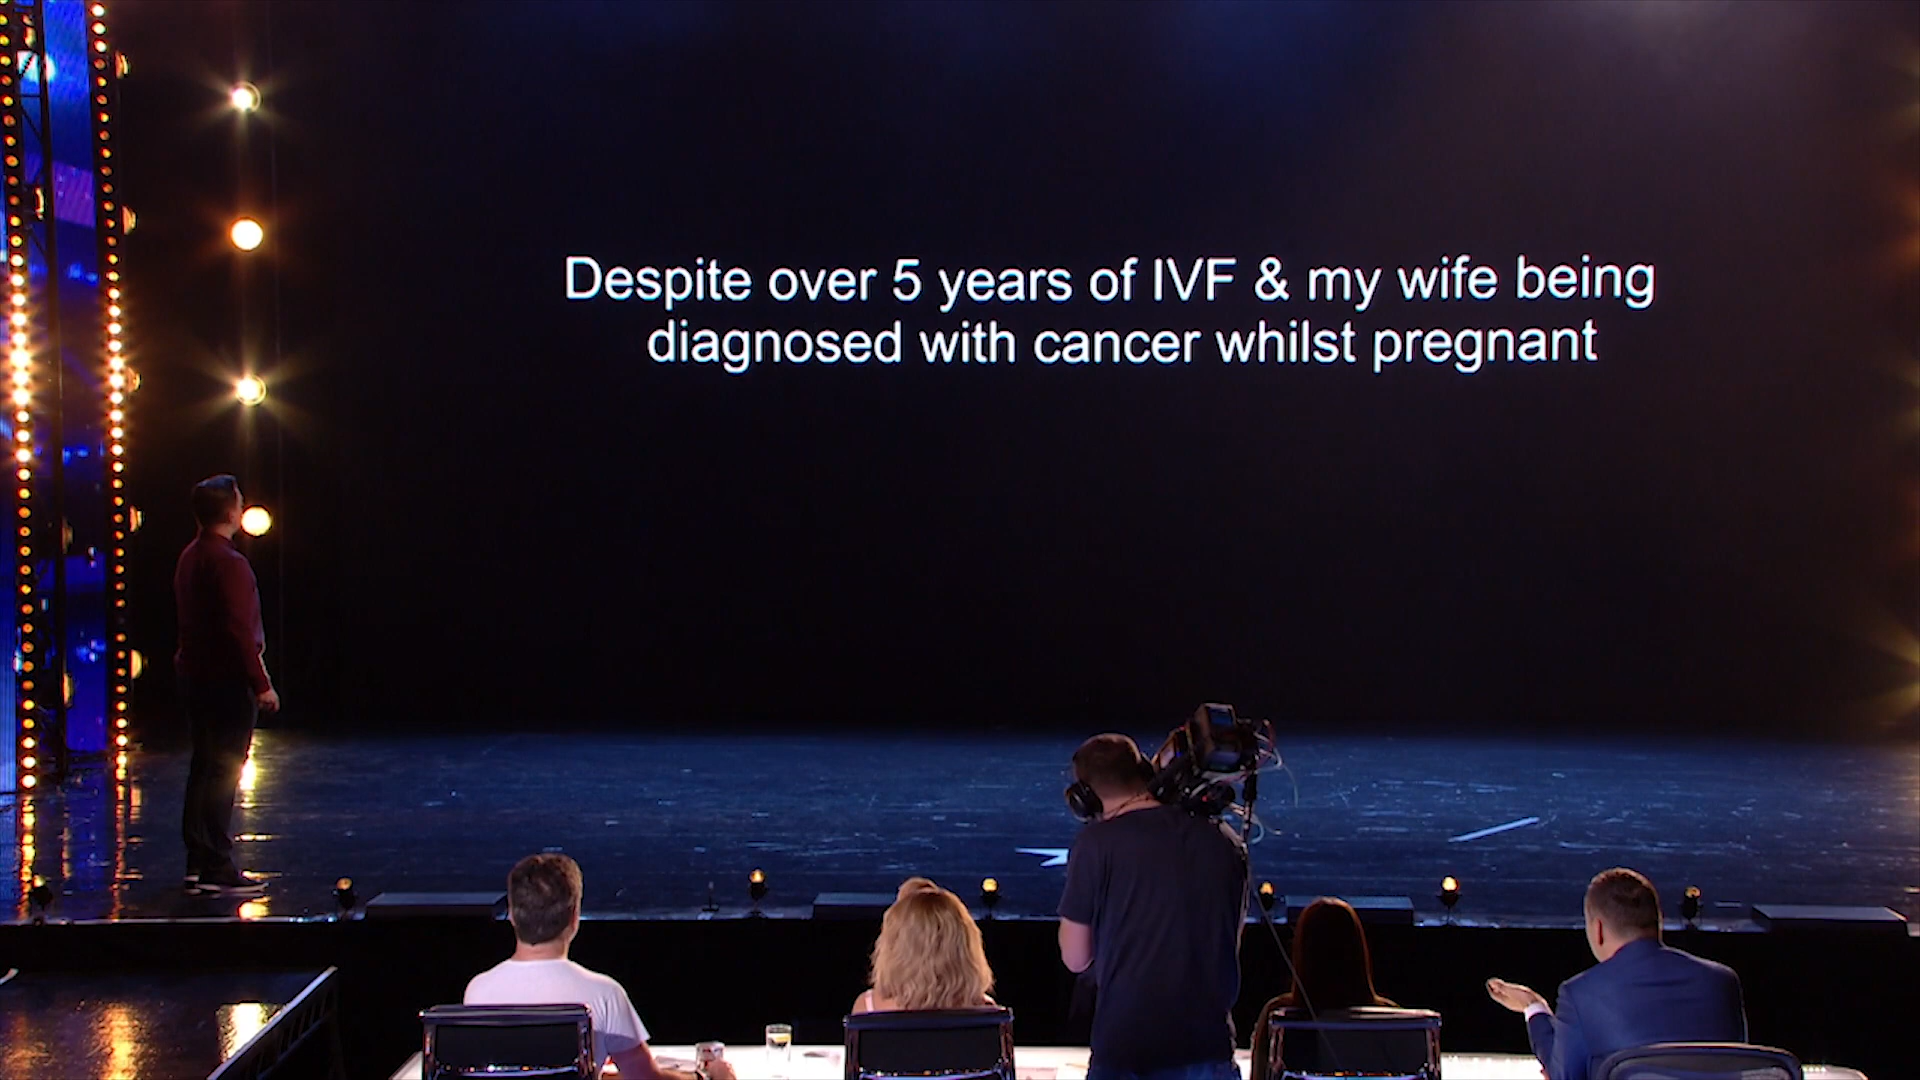 Despite over 5 years of IVF & my wife being
diagnosed with cancer whilst pregnant